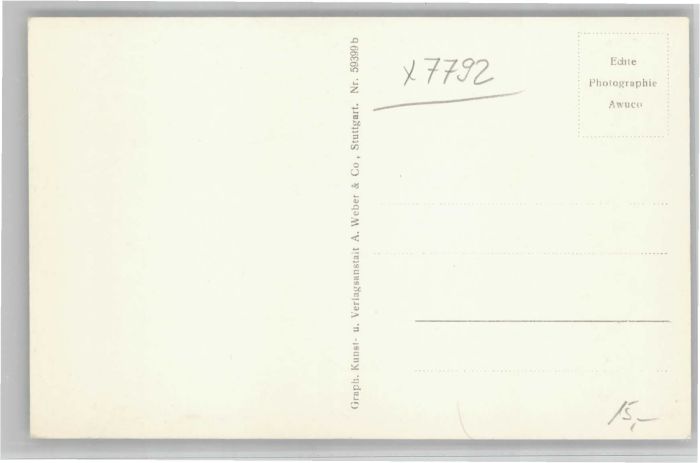 Graph. Kunst- u. Verlagsanstalt A. Weber & Co, Stuttgart. Nr. 59399 b
x 7792
Echte
Photographie
Awuco
15,-